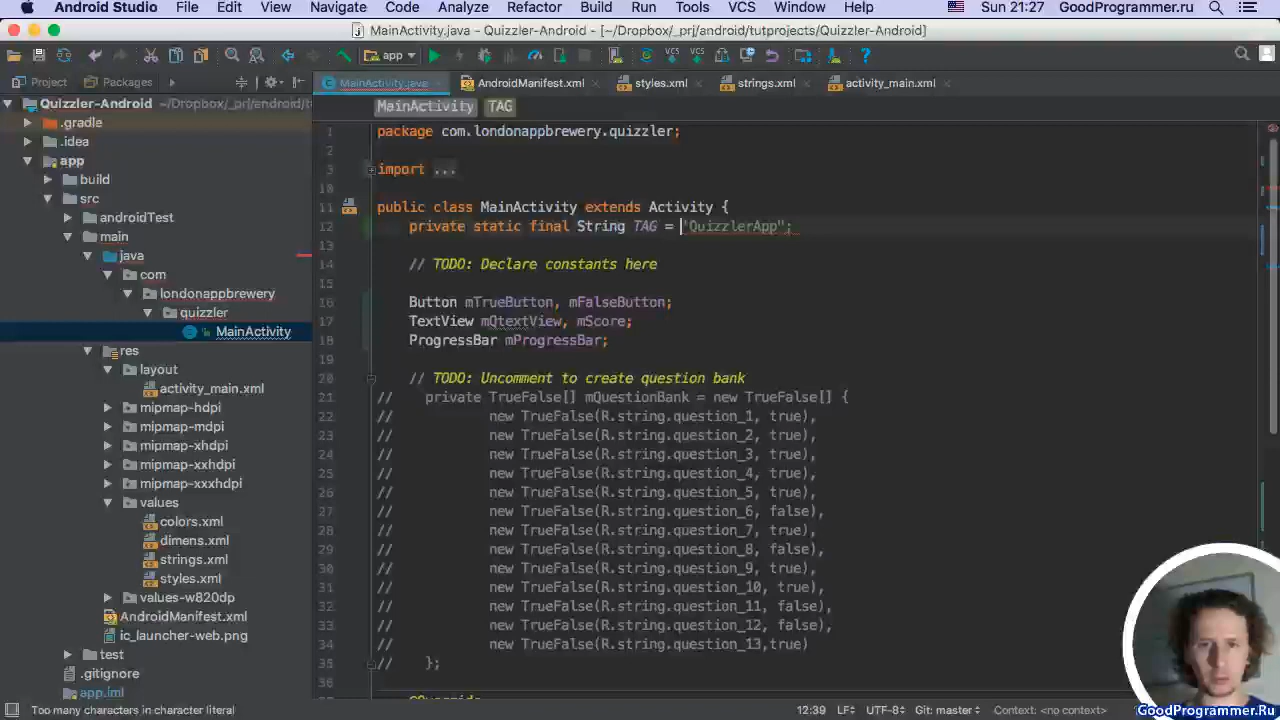 Android Studio File Edit View Navigate Code Analyze Refactor Build Run Tools VCS Window Help Sun 21:27 GoodProgrammer.ru
MainActivity.java - Quizzler-Android - [~/Dropbox/_prj/android/tutprojects/Quizzler-Android]
app VCS VCS ?
Project Packages MainActivity.java AndroidManifest.xml styles.xml strings.xml activity_main.xml
MainActivity TAG
Quizzler-Android ~/Dropbox/_prj/android/tu
.gradle
.idea
app
build
src
androidTest
main
java
com
londonappbrewery
quizzler
MainActivity
res
layout
activity_main.xml
mipmap-hdpi
mipmap-mdpi
mipmap-xhdpi
mipmap-xxhdpi
mipmap-xxxhdpi
values
colors.xml
dimens.xml
strings.xml
styles.xml
values-w820dp
AndroidManifest.xml
ic_launcher-web.png
test
.gitignore
app.iml
1 package com.londonappbrewery.quizzler;
2
3 import ...
10
11 public class MainActivity extends Activity {
12 private static final String TAG = 'QuizzlerApp";
13
14 // TODO: Declare constants here
15
16 Button mTrueButton, mFalseButton;
17 TextView mQtextView, mScore;
18 ProgressBar mProgressBar;
19
20 // TODO: Uncomment to create question bank
21 // private TrueFalse[] mQuestionBank = new TrueFalse[] {
22 // new TrueFalse(R.string.question_1, true),
23 // new TrueFalse(R.string.question_2, true),
24 // new TrueFalse(R.string.question_3, true),
25 // new TrueFalse(R.string.question_4, true),
26 // new TrueFalse(R.string.question_5, true),
27 // new TrueFalse(R.string.question_6, false),
28 // new TrueFalse(R.string.question_7, true),
29 // new TrueFalse(R.string.question_8, false),
30 // new TrueFalse(R.string.question_9, true),
31 // new TrueFalse(R.string.question_10, true),
32 // new TrueFalse(R.string.question_11, false),
33 // new TrueFalse(R.string.question_12, false),
34 // new TrueFalse(R.string.question_13,true)
35 // };
36
@Override
Too many characters in character literal 12:39 LF UTF-8 Git: master Context: <no context>
GoodProgrammer.Ru